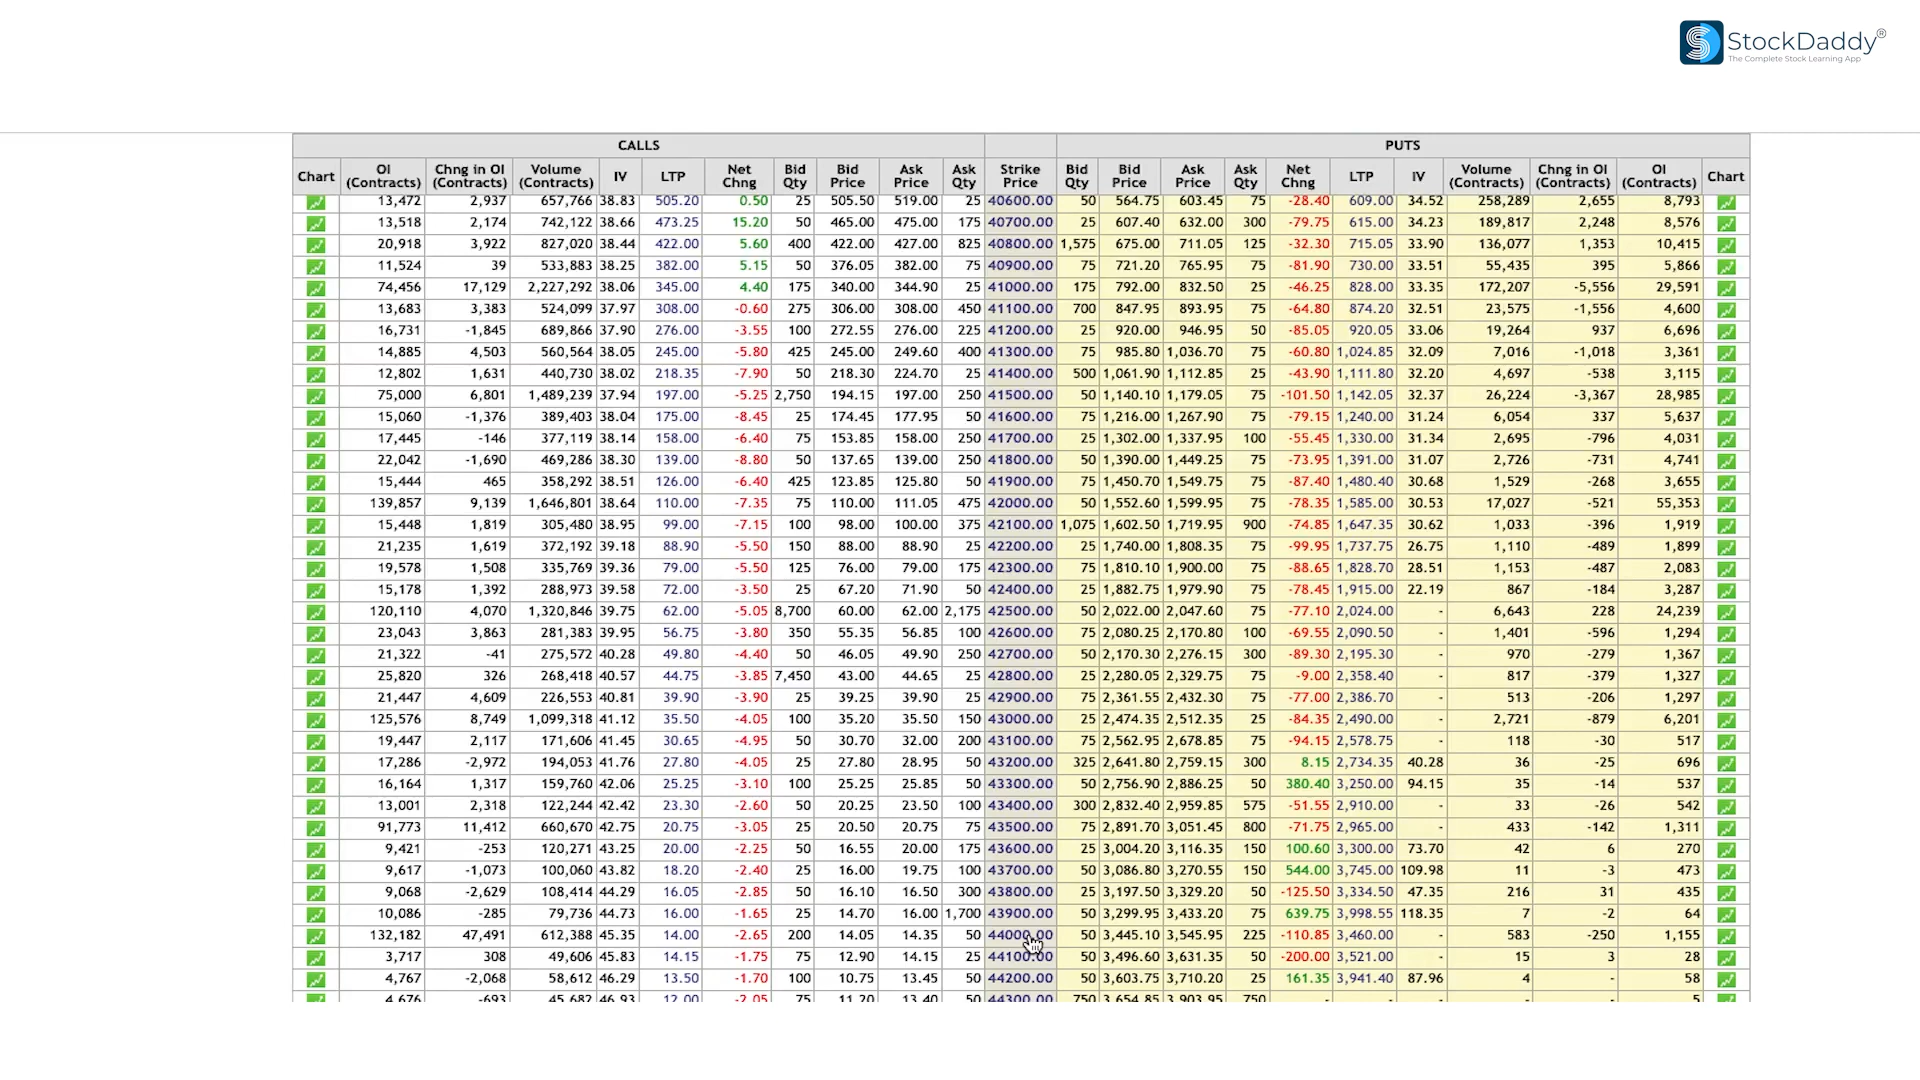 StockDaddy®
The Complete Stock Learning App
CALLS PUTS
Chart OI (Contracts) Chng in OI (Contracts) Volume (Contracts) IV LTP Net Chng Bid Qty Bid Price Ask Price Ask Qty Strike Price Bid Qty Bid Price Ask Price Ask Qty Net Chng LTP IV Volume (Contracts) Chng in OI (Contracts) OI (Contracts) Chart
13,472 2,937 657,766 38.83 505.20 0.50 25 505.50 519.00 25 40600.00 50 564.75 603.45 75 -28.40 609.00 34.52 258,289 2,655 8,793
13,518 2,174 742,122 38.66 473.25 15.20 50 465.00 475.00 175 40700.00 25 607.40 632.00 300 -79.75 615.00 34.23 189,817 2,248 8,576
20,918 3,922 827,020 38.44 422.00 5.60 400 422.00 427.00 825 40800.00 1,575 675.00 711.05 125 -32.30 715.05 33.90 136,077 1,353 10,415
11,524 39 533,883 38.25 382.00 5.15 50 376.05 382.00 75 40900.00 75 721.20 765.95 75 -81.90 730.00 33.51 55,435 395 5,866
74,456 17,129 2,227,292 38.06 345.00 4.40 175 340.00 344.90 25 41000.00 175 792.00 832.50 25 -46.25 828.00 33.35 172,207 -5,556 29,591
13,683 3,383 524,099 37.97 308.00 -0.60 275 306.00 308.00 450 41100.00 700 847.95 893.95 75 -64.80 874.20 32.51 23,575 -1,556 4,600
16,731 -1,845 689,866 37.90 276.00 -3.55 100 272.55 276.00 225 41200.00 25 920.00 946.95 50 -85.05 920.05 33.06 19,264 937 6,696
14,885 4,503 560,564 38.05 245.00 -5.80 425 245.00 249.60 400 41300.00 75 985.80 1,036.70 75 -60.80 1,024.85 32.09 7,016 -1,018 3,361
12,802 1,631 440,730 38.02 218.35 -7.90 50 218.30 224.70 25 41400.00 500 1,061.90 1,112.85 25 -43.90 1,111.80 32.20 4,697 -538 3,115
75,000 6,801 1,489,239 37.94 197.00 -5.25 2,750 194.15 197.00 250 41500.00 50 1,140.10 1,179.05 75 -101.50 1,142.05 32.37 26,224 -3,367 28,985
15,060 -1,376 389,403 38.04 175.00 -8.45 25 174.45 177.95 50 41600.00 75 1,216.00 1,267.90 75 -79.15 1,240.00 31.24 6,054 337 5,637
17,445 -146 377,119 38.14 158.00 -6.40 75 153.85 158.00 250 41700.00 25 1,302.00 1,337.95 100 -55.45 1,330.00 31.34 2,695 -796 4,031
22,042 -1,690 469,286 38.30 139.00 -8.80 50 137.65 139.00 250 41800.00 50 1,390.00 1,449.25 75 -73.95 1,391.00 31.07 2,726 -731 4,741
15,444 465 358,292 38.51 126.00 -6.40 425 123.85 125.80 50 41900.00 75 1,450.70 1,549.75 75 -87.40 1,480.40 30.68 1,529 -268 3,655
139,857 9,139 1,646,801 38.64 110.00 -7.35 75 110.00 111.05 475 42000.00 50 1,552.60 1,599.95 75 -78.35 1,585.00 30.53 17,027 -521 55,353
15,448 1,819 305,480 38.95 99.00 -7.15 100 98.00 100.00 375 42100.00 1,075 1,602.50 1,719.95 900 -74.85 1,647.35 30.62 1,033 -396 1,919
21,235 1,619 372,192 39.18 88.90 -5.50 150 88.00 88.90 25 42200.00 25 1,740.00 1,808.35 75 -99.95 1,737.75 26.75 1,110 -489 1,899
19,578 1,508 335,769 39.36 79.00 -5.50 125 76.00 79.00 175 42300.00 75 1,810.10 1,900.00 75 -88.65 1,828.70 28.51 1,153 -487 2,083
15,178 1,392 288,973 39.58 72.00 -3.50 25 67.20 71.90 50 42400.00 25 1,882.75 1,979.90 75 -78.45 1,915.00 22.19 867 -184 3,287
120,110 4,070 1,320,846 39.75 62.00 -5.05 8,700 60.00 62.00 2,175 42500.00 50 2,022.00 2,047.60 75 -77.10 2,024.00 - 6,643 228 24,239
23,043 3,863 281,383 39.95 56.75 -3.80 350 55.35 56.85 100 42600.00 75 2,080.25 2,170.80 100 -69.55 2,090.50 - 1,401 -596 1,294
21,322 -41 275,572 40.28 49.80 -4.40 50 46.05 49.90 250 42700.00 50 2,170.30 2,276.15 300 -89.30 2,195.30 - 970 -279 1,367
25,820 326 268,418 40.57 44.75 -3.85 7,450 43.00 44.65 25 42800.00 25 2,280.05 2,329.75 75 -9.00 2,358.40 - 817 -379 1,327
21,447 4,609 226,553 40.81 39.90 -3.90 25 39.25 39.90 25 42900.00 75 2,361.55 2,432.30 75 -77.00 2,386.70 - 513 -206 1,297
125,576 8,749 1,099,318 41.12 35.50 -4.05 100 35.20 35.50 150 43000.00 25 2,474.35 2,512.35 25 -84.35 2,490.00 - 2,721 -879 6,201
19,447 2,117 171,606 41.45 30.65 -4.95 50 30.70 32.00 200 43100.00 75 2,562.95 2,678.85 75 -94.15 2,578.75 - 118 -30 517
17,286 -2,972 194,053 41.76 27.80 -4.05 100 27.80 28.95 50 43200.00 325 2,641.80 2,759.15 300 8.15 2,734.35 40.28 36 -25 696
16,164 1,317 159,760 42.06 25.25 -3.10 100 25.25 25.85 50 43300.00 50 2,756.90 2,886.25 50 380.40 3,250.00 94.15 35 -14 537
13,001 2,318 122,244 42.42 23.30 -2.60 50 20.25 23.50 100 43400.00 300 2,832.40 2,959.85 575 -51.55 2,910.00 - 33 -26 542
91,773 11,412 660,670 42.75 20.75 -3.05 25 20.50 20.75 75 43500.00 75 2,891.70 3,051.45 800 -71.75 2,965.00 - 433 -142 1,311
9,421 -253 120,271 43.25 20.00 -2.25 50 16.55 20.00 175 43600.00 25 3,004.20 3,116.35 150 100.60 3,300.00 73.70 42 6 270
9,617 -1,073 100,060 43.82 18.20 -2.40 25 16.00 19.75 100 43700.00 50 3,086.80 3,270.55 150 544.00 3,745.00 109.98 11 -3 473
9,068 -2,629 108,414 44.29 16.05 -2.85 50 16.10 16.50 300 43800.00 25 3,197.50 3,329.20 50 -125.50 3,334.50 47.35 216 31 435
10,086 -285 79,736 44.73 16.00 -1.65 25 14.70 16.00 1,700 43900.00 50 3,299.95 3,433.20 75 639.75 3,998.55 118.35 7 -2 64
132,182 47,491 612,388 45.35 14.00 -2.65 200 14.05 14.35 50 44000.00 50 3,445.10 3,545.95 225 -110.85 3,460.00 - 583 -250 1,155
3,717 308 49,606 45.83 14.15 -1.75 75 12.90 14.15 25 44100.00 50 3,496.60 3,631.35 50 -200.00 3,521.00 - 15 3 28
4,767 -2,068 58,612 46.29 13.50 -1.70 100 10.75 13.45 50 44200.00 50 3,603.75 3,710.20 25 161.35 3,941.40 87.96 4 - 58
4,676 -693 45,682 46.93 12.00 -2.05 75 11.20 13.40 50 44300.00 750 3,654.85 3,903.95 750 - - - - - 5